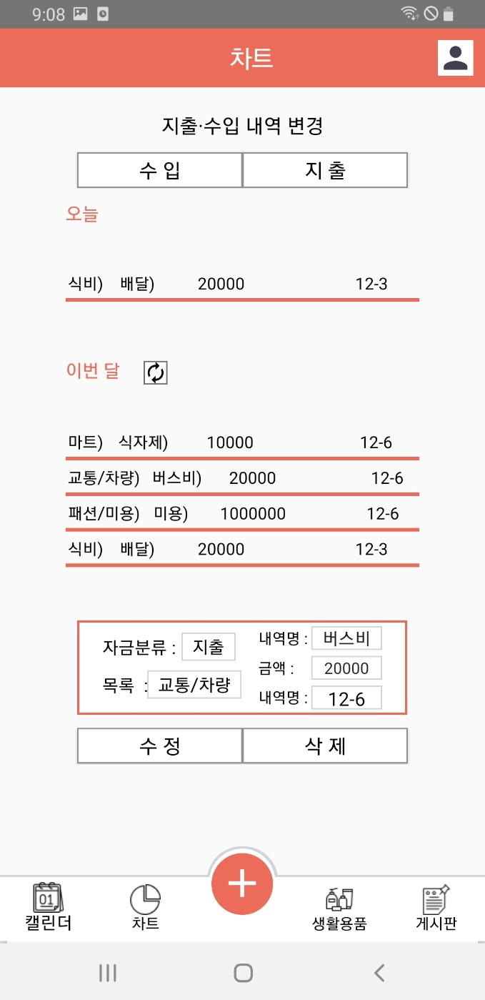 9:08
차트
지출·수입 내역 변경
수 입 지 출
오늘
식비) 배달) 20000 12-3
이번 달
마트) 식자제) 10000 12-6
교통/차량) 버스비) 20000 12-6
패션/미용) 미용) 1000000 12-6
식비) 배달) 20000 12-3
자금분류 : 지출
목록 : 교통/차량
내역명 : 버스비
금액 : 20000
내역명 : 12-6
수 정 삭 제
01
캘린더 차트 생활용품 게시판